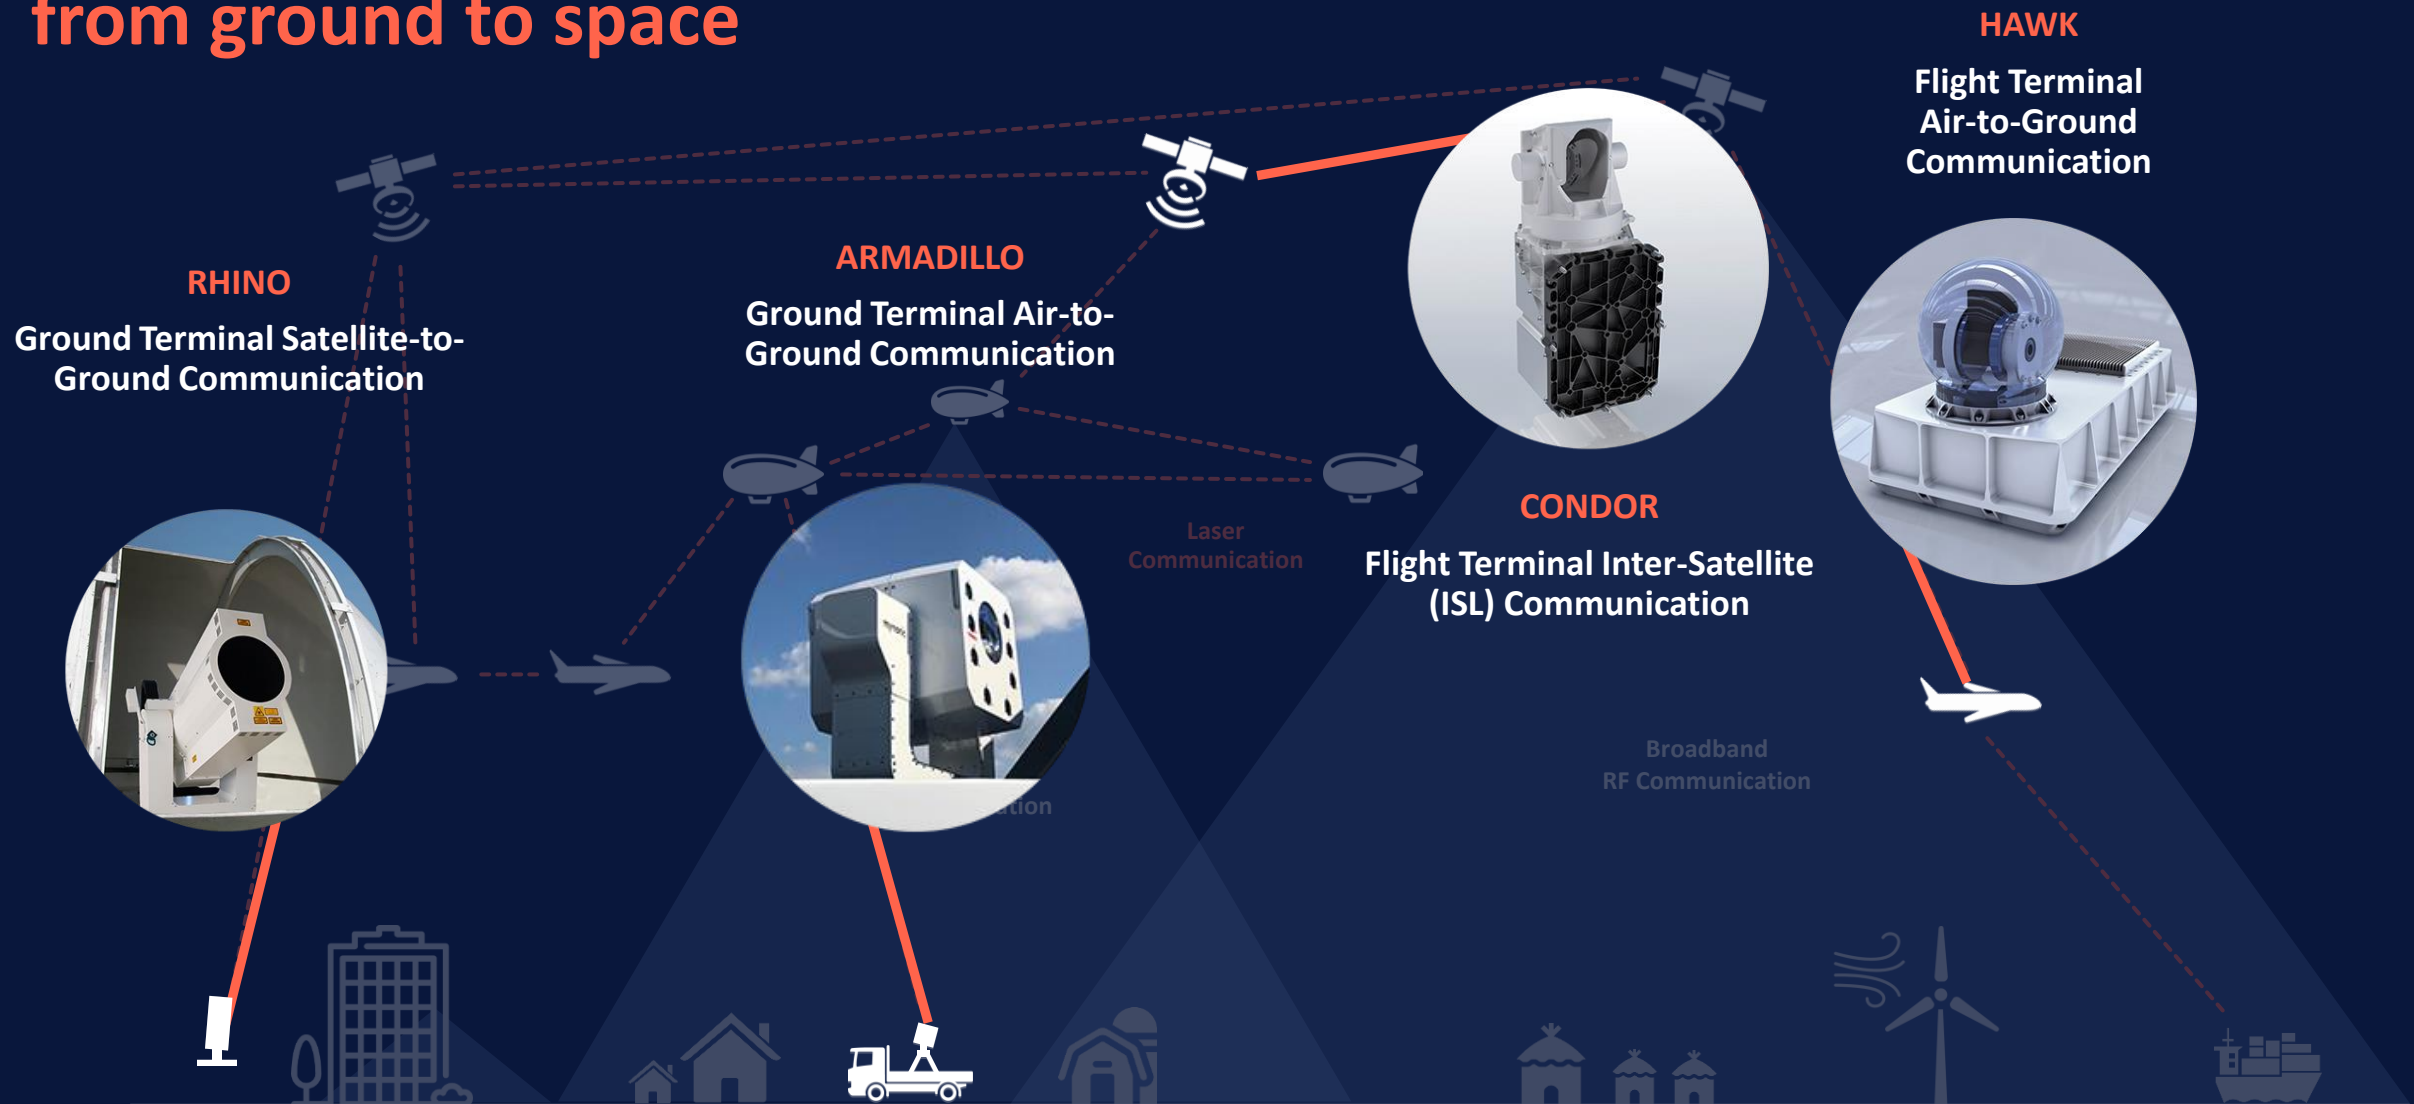 from ground to space
HAWK
Flight Terminal
Air-to-Ground
Communication
ARMADILLO
Ground Terminal Air-to-
Ground Communication
RHINO
Ground Terminal Satellite-to-
Ground Communication
CONDOR
Flight Terminal Inter-Satellite
(ISL) Communication
Laser
Communication
Broadband
RF Communication